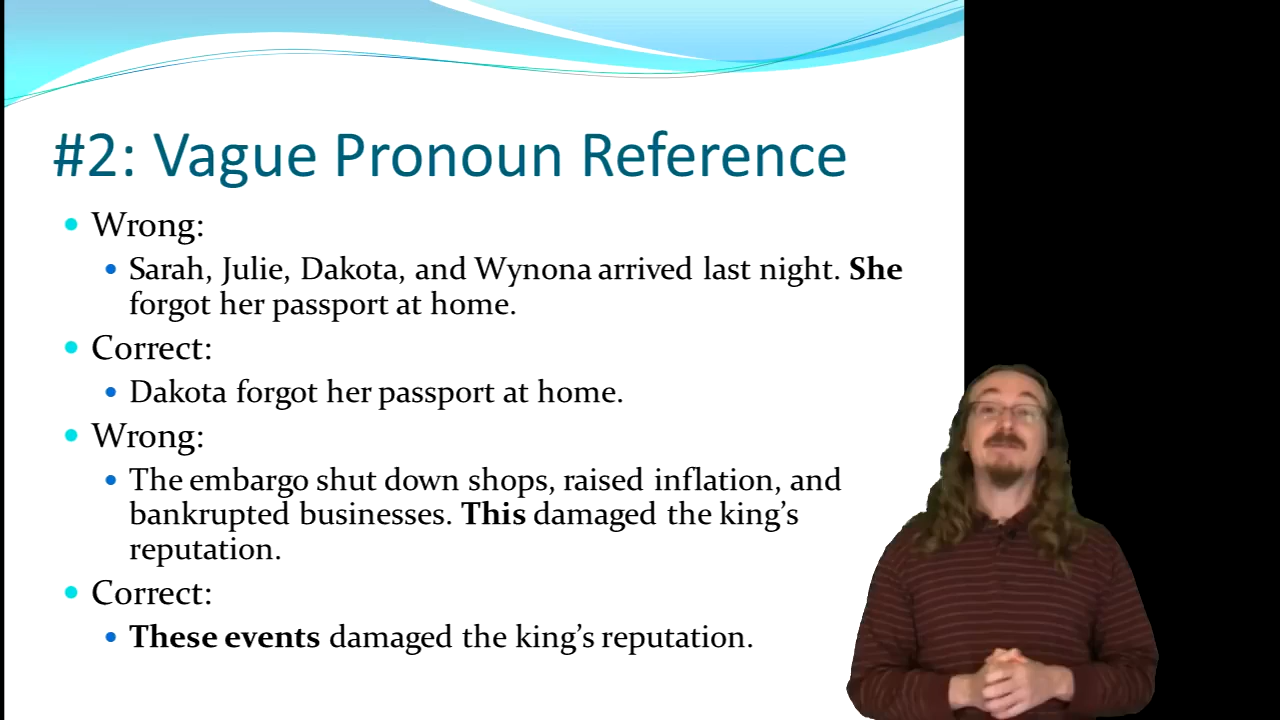 #2: Vague Pronoun Reference
Wrong:
Sarah, Julie, Dakota, and Wynona arrived last night. She
forgot her passport at home.
Correct:
Dakota forgot her passport at home.
Wrong:
The embargo shut down shops, raised inflation, and
bankrupted businesses. This damaged the king’s
reputation.
Correct:
These events damaged the king’s reputation.